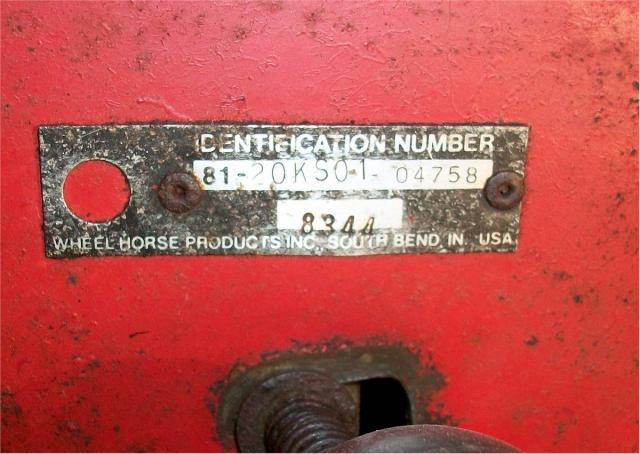 IDENTIFICATION NUMBER
81-20KS01- 04758
8344
WHEEL HORSE PRODUCTS INC. SOUTH BEND IN. USA